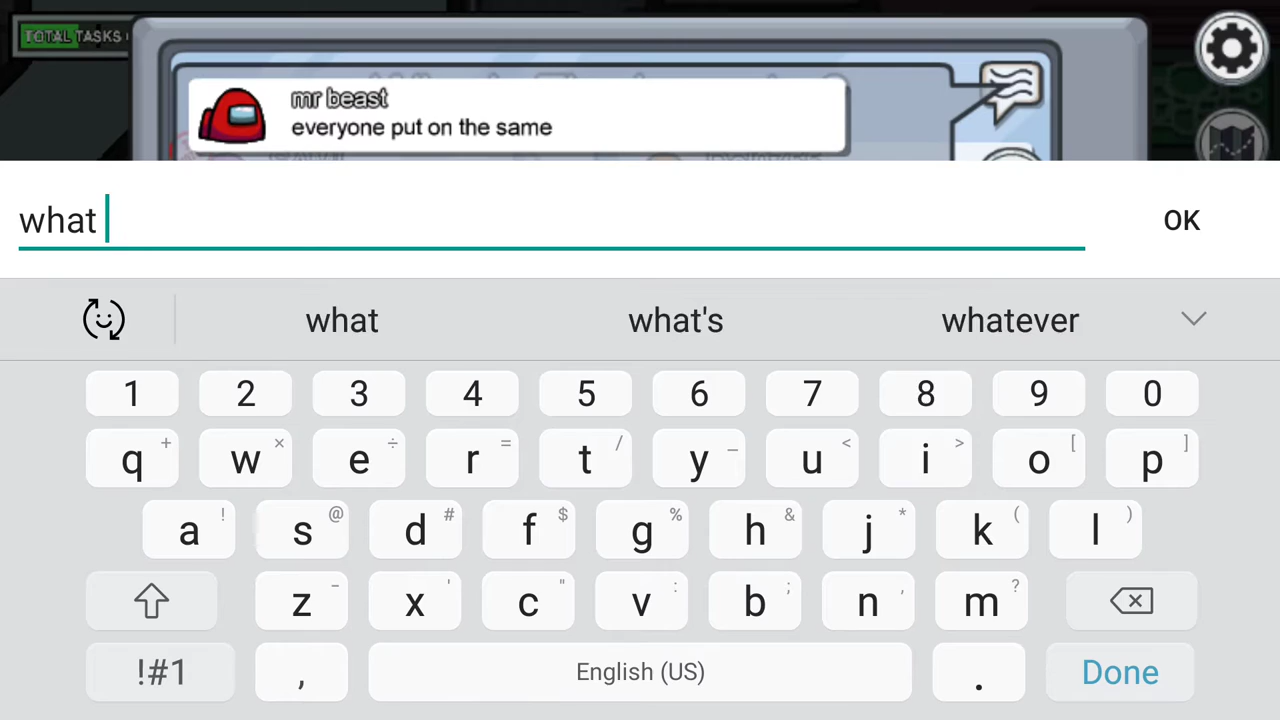 TOTAL TASKS
mr beast
everyone put on the same
what
OK
what what's whatever
1 2 3 4 5 6 7 8 9 0
q + w × e ÷ r = t / y _ u < i > o [ p ]
a ! s @ d # f $ g % h & j * k ( l )
z - x ' c " v : b ; n , m ?
!#1 , English (US) . Done